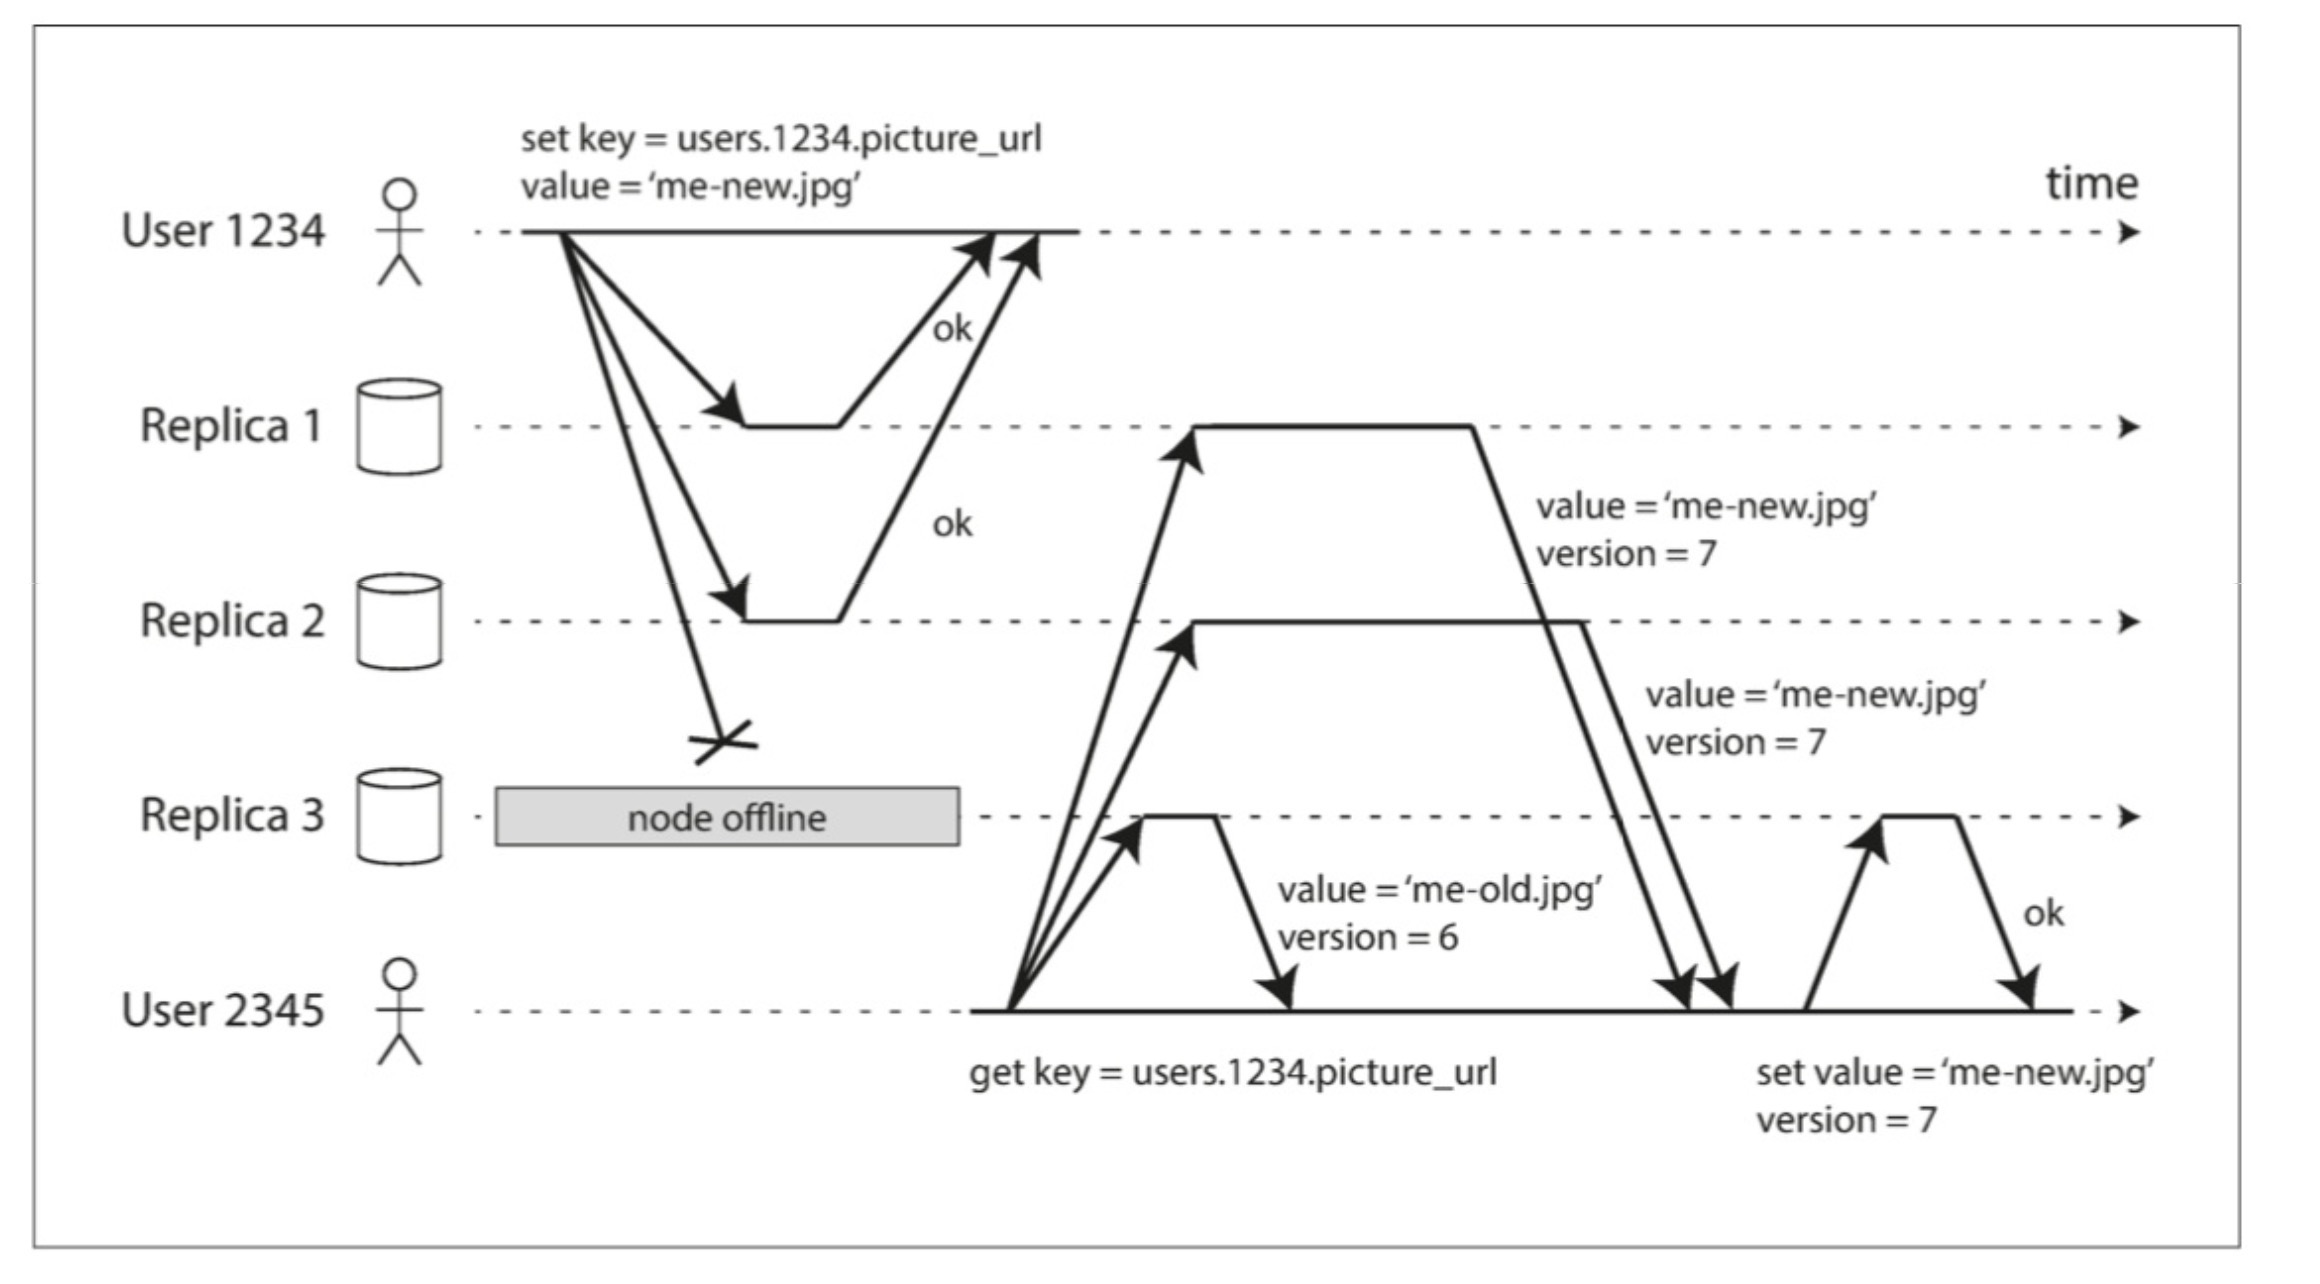 set key = users.1234.picture_url
value = ‘me-new.jpg’
time
User 1234
ok
Replica 1
value = ‘me-new.jpg’
version = 7
ok
Replica 2
value = ‘me-new.jpg’
version = 7
Replica 3
node offline
value = ‘me-old.jpg’
version = 6
ok
User 2345
get key = users.1234.picture_url
set value = ‘me-new.jpg’
version = 7